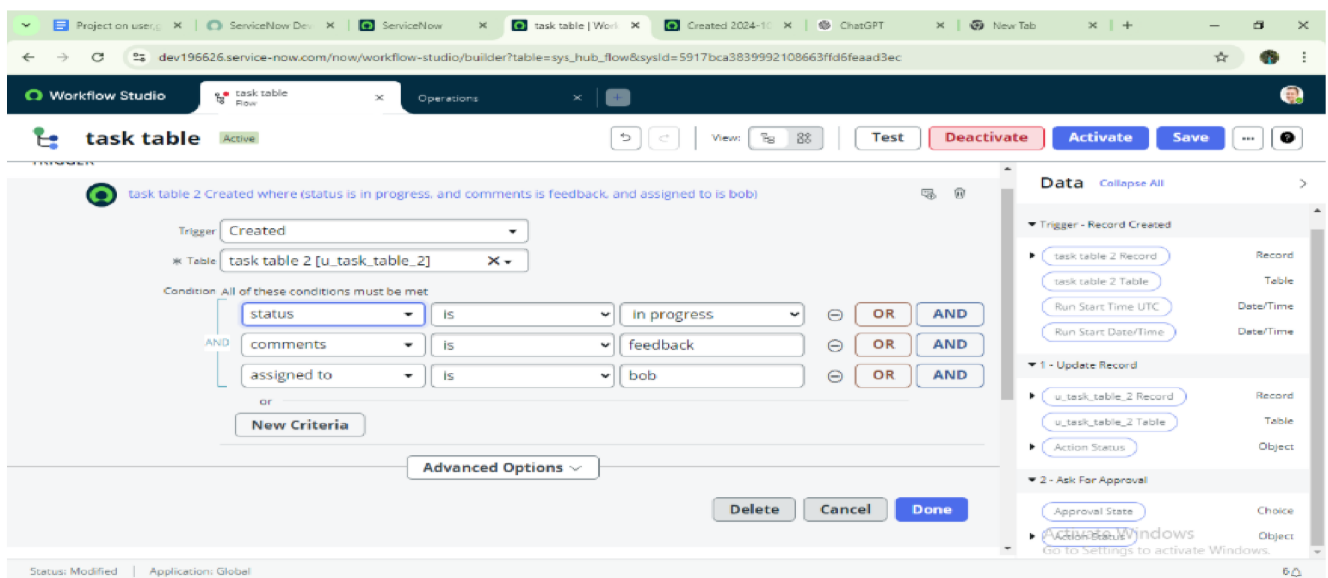 Project on user,g
ServiceNow Dev
ServiceNow
task table | Work
Created 2024-10
ChatGPT
New Tab
dev196626.service-now.com/now/workflow-studio/builder?table=sys_hub_flow&sysId=5917bca3839992108663ffd6feaad3ec
Workflow Studio
task table
Flow
Operations
task table
Active
View:
Test
Deactivate
Activate
Save
TRIGGER
task table 2 Created where (status is in progress, and comments is feedback, and assigned to is bob)
Trigger
Created
* Table
task table 2 [u_task_table_2]
Condition All of these conditions must be met
status is in progress OR AND
AND
comments is feedback OR AND
assigned to is bob OR AND
or
New Criteria
Advanced Options
Delete Cancel Done
Data Collapse All
Trigger - Record Created
task table 2 Record Record
task table 2 Table Table
Run Start Time UTC Date/Time
Run Start Date/Time Date/Time
1 - Update Record
u_task_table_2 Record Record
u_task_table_2 Table Table
Action Status Object
2 - Ask For Approval
Approval State Choice
Action Status Object
Activate Windows
Go to Settings to activate Windows.
Status: Modified | Application: Global
6